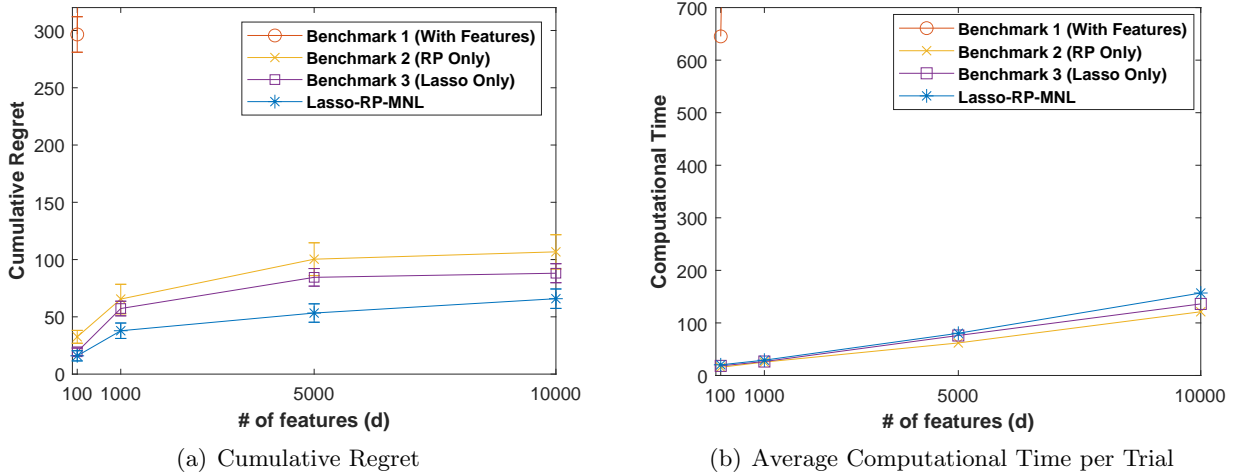 300
250
200
150
100
50
0
Cumulative Regret
Benchmark 1 (With Features)
Benchmark 2 (RP Only)
Benchmark 3 (Lasso Only)
Lasso-RP-MNL
100 1000 5000 10000
# of features (d)
(a) Cumulative Regret
700
600
500
400
300
200
100
0
Computational Time
Benchmark 1 (With Features)
Benchmark 2 (RP Only)
Benchmark 3 (Lasso Only)
Lasso-RP-MNL
100 1000 5000 10000
# of features (d)
(b) Average Computational Time per Trial